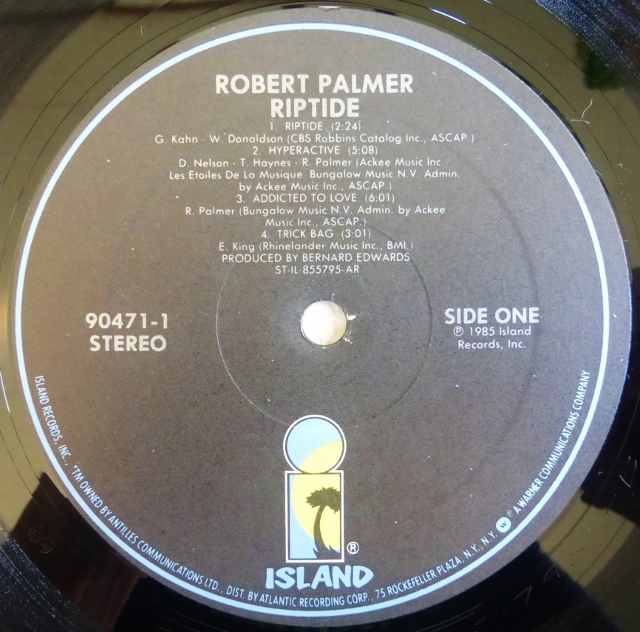 ROBERT PALMER
RIPTIDE
1. RIPTIDE (2:24)
G. Kahn - W. Donaldson (CBS Robbins Catalog Inc., ASCAP.)
2. HYPERACTIVE (5:08)
D. Nelson - T. Haynes - R. Palmer (Ackee Music Inc.
Les Etoiles De La Musique Bungalow Music N.V. Admin.
by Ackee Music Inc., ASCAP.)
3. ADDICTED TO LOVE (6:01)
R. Palmer (Bungalow Music N.V. Admin. by Ackee
Music Inc., ASCAP.)
4. TRICK BAG (3:01)
E. King (Rhinelander Music Inc., BMI.)
PRODUCED BY BERNARD EDWARDS
ST-IL-855795-AR
90471-1
STEREO
SIDE ONE
℗ 1985 Island
Records, Inc.
ISLAND ®
ISLAND RECORDS, INC., *TM OWNED BY ANTILLES COMMUNICATIONS LTD., DIST. BY ATLANTIC RECORDING CORP., 75 ROCKEFELLER PLAZA, N.Y., N.Y. ® A WARNER COMMUNICATIONS COMPANY